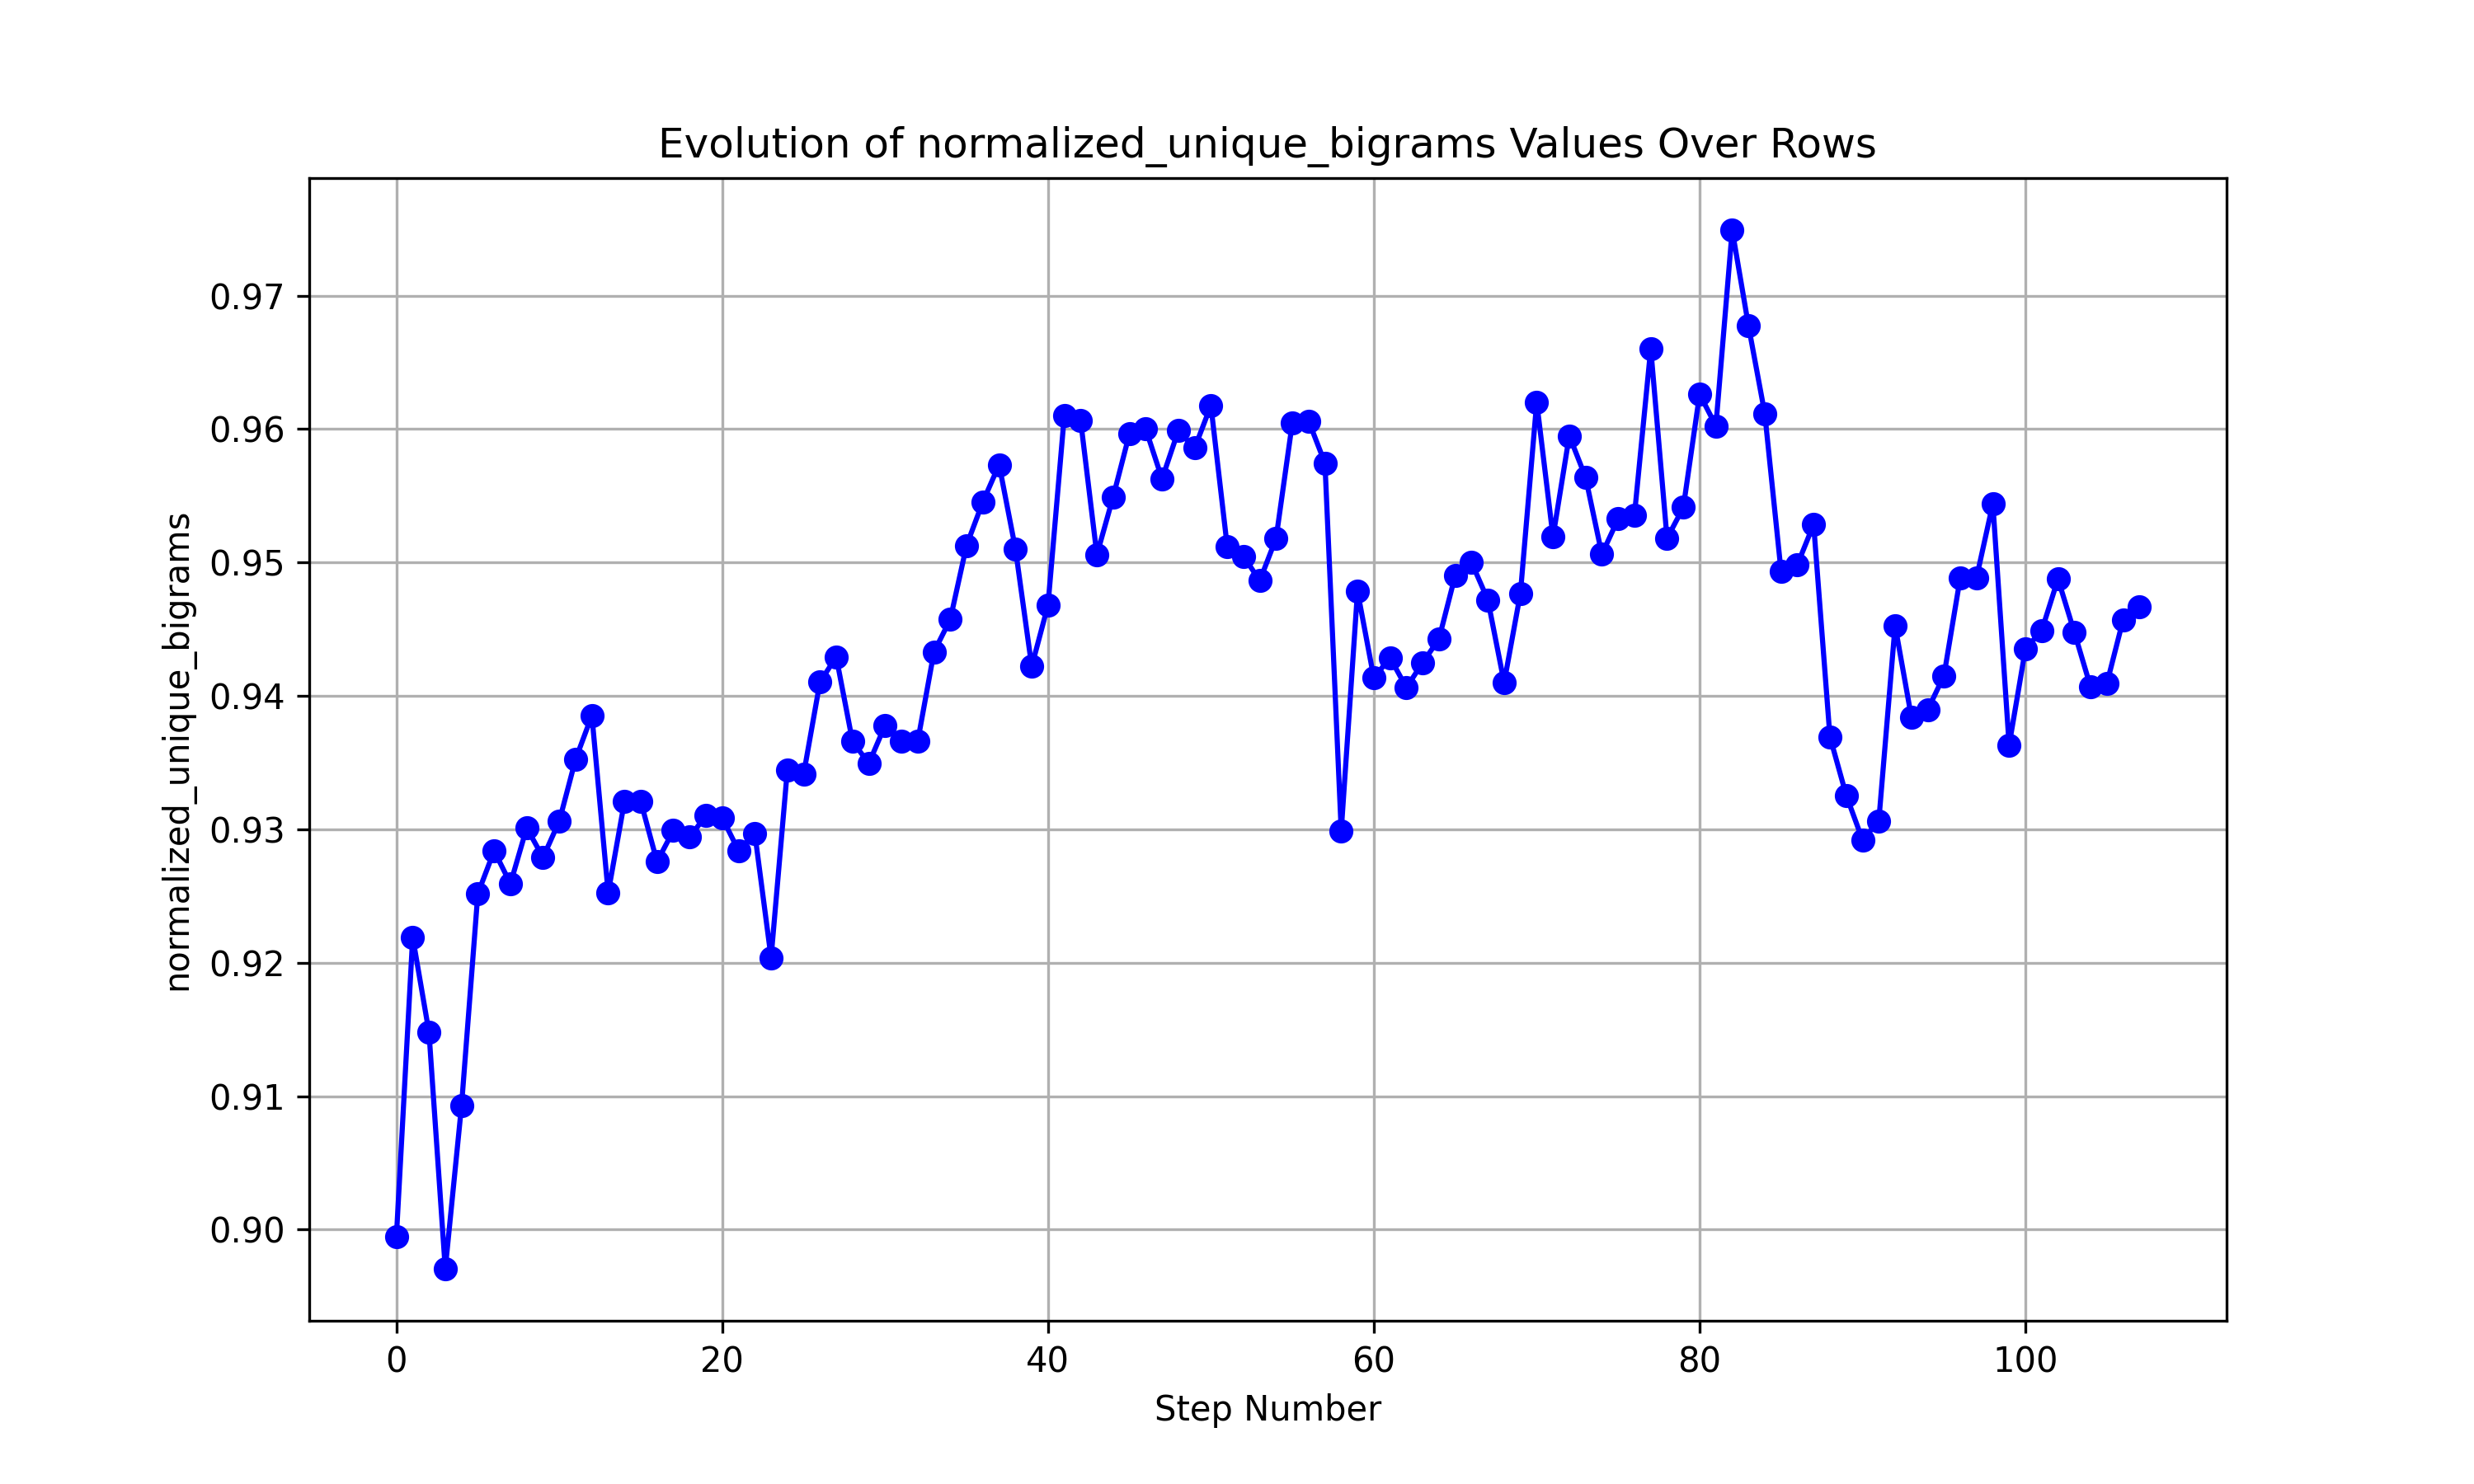 Evolution of normalized_unique_bigrams Values Over Rows
normalized_unique_bigrams
0.97
0.96
0.95
0.94
0.93
0.92
0.91
0.90
0 20 40 60 80 100
Step Number